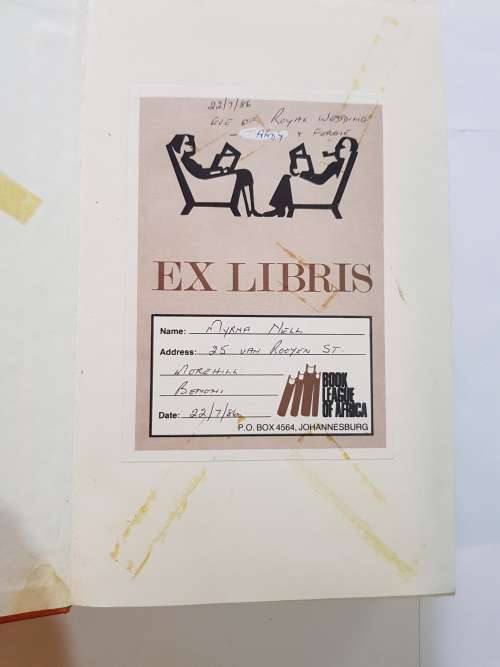 22/7/86
EVE OF ROYAL WEDDING
- ANDY + FERGIE
EX LIBRIS
Name: MYRNA NELL
Address: 25 VAN ROOYEN ST.
MOREHILL
BENONI
Date: 22/7/86
BOOK
LEAGUE
OF AFRICA
P.O. BOX 4564, JOHANNESBURG